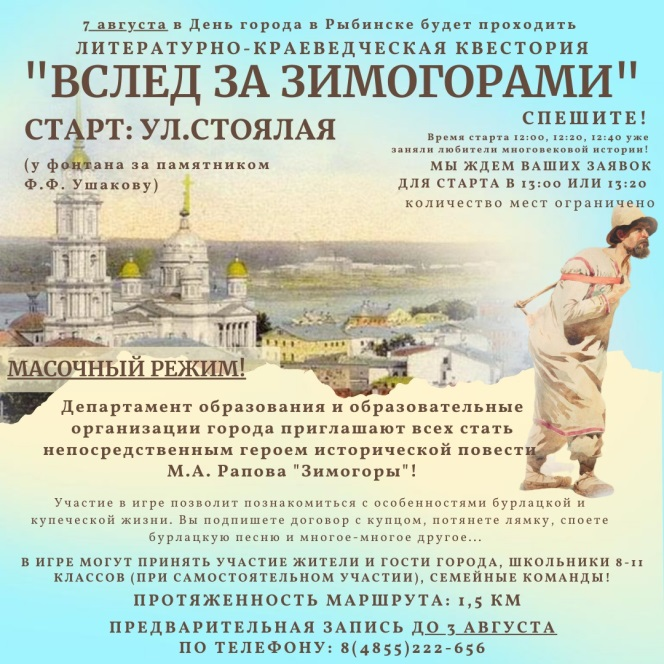 7 августа в День города в Рыбинске будет проходить
ЛИТЕРАТУРНО-КРАЕВЕДЧЕСКАЯ КВЕСТОРИЯ
"ВСЛЕД ЗА ЗИМОГОРАМИ"
СТАРТ: УЛ.СТОЯЛАЯ
(у фонтана за памятником
Ф.Ф. Ушакову)
СПЕШИТЕ!
Время старта 12:00, 12:20, 12:40 уже
заняли любители многовековой истории!
МЫ ЖДЕМ ВАШИХ ЗАЯВОК
ДЛЯ СТАРТА В 13:00 ИЛИ 13:20
количество мест ограничено
МАСОЧНЫЙ РЕЖИМ!
Департамент образования и образовательные
организации города приглашают всех стать
непосредственным героем исторической повести
М.А. Рапова "Зимогоры"!
Участие в игре позволит познакомиться с особенностями бурлацкой и
купеческой жизни. Вы подпишете договор с купцом, потянете лямку, споете
бурлацкую песню и многое-многое другое...
В ИГРЕ МОГУТ ПРИНЯТЬ УЧАСТИЕ ЖИТЕЛИ И ГОСТИ ГОРОДА, ШКОЛЬНИКИ 8-11
КЛАССОВ (ПРИ САМОСТОЯТЕЛЬНОМ УЧАСТИИ), СЕМЕЙНЫЕ КОМАНДЫ!
ПРОТЯЖЕННОСТЬ МАРШРУТА: 1,5 КМ
ПРЕДВАРИТЕЛЬНАЯ ЗАПИСЬ ДО 3 АВГУСТА
ПО ТЕЛЕФОНУ: 8(4855)222-656